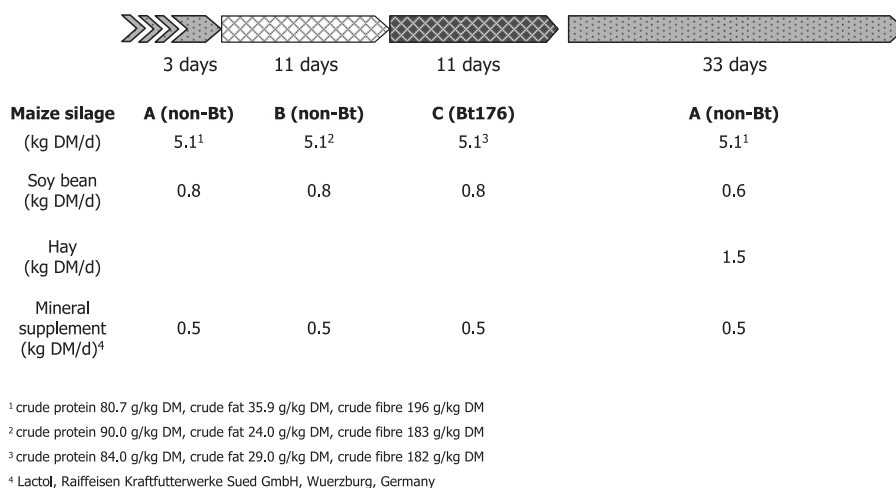 3 days 11 days 11 days 33 days
Maize silage A (non-Bt) B (non-Bt) C (Bt176) A (non-Bt)
(kg DM/d) 5.1¹ 5.1² 5.1³ 5.1¹
Soy bean
(kg DM/d) 0.8 0.8 0.8 0.6
Hay
(kg DM/d) 1.5
Mineral
supplement 0.5 0.5 0.5 0.5
(kg DM/d)⁴
¹ crude protein 80.7 g/kg DM, crude fat 35.9 g/kg DM, crude fibre 196 g/kg DM
² crude protein 90.0 g/kg DM, crude fat 24.0 g/kg DM, crude fibre 183 g/kg DM
³ crude protein 84.0 g/kg DM, crude fat 29.0 g/kg DM, crude fibre 182 g/kg DM
⁴ Lactol, Raiffeisen Kraftfutterwerke Sued GmbH, Wuerzburg, Germany